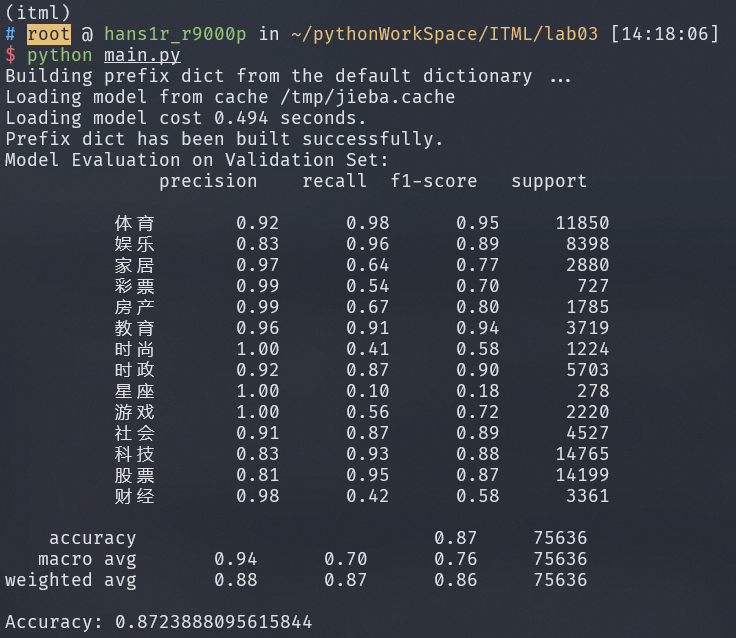 (itml)
# root @ hans1r_r9000p in ~/pythonWorkSpace/ITML/lab03 [14:18:06]
$ python main.py
Building prefix dict from the default dictionary ...
Loading model from cache /tmp/jieba.cache
Loading model cost 0.494 seconds.
Prefix dict has been built successfully.
Model Evaluation on Validation Set:
precision recall f1-score support
体育 0.92 0.98 0.95 11850
娱乐 0.83 0.96 0.89 8398
家居 0.97 0.64 0.77 2880
彩票 0.99 0.54 0.70 727
房产 0.99 0.67 0.80 1785
教育 0.96 0.91 0.94 3719
时尚 1.00 0.41 0.58 1224
时政 0.92 0.87 0.90 5703
星座 1.00 0.10 0.18 278
游戏 1.00 0.56 0.72 2220
社会 0.91 0.87 0.89 4527
科技 0.83 0.93 0.88 14765
股票 0.81 0.95 0.87 14199
财经 0.98 0.42 0.58 3361
accuracy 0.87 75636
macro avg 0.94 0.70 0.76 75636
weighted avg 0.88 0.87 0.86 75636
Accuracy: 0.8723888095615844